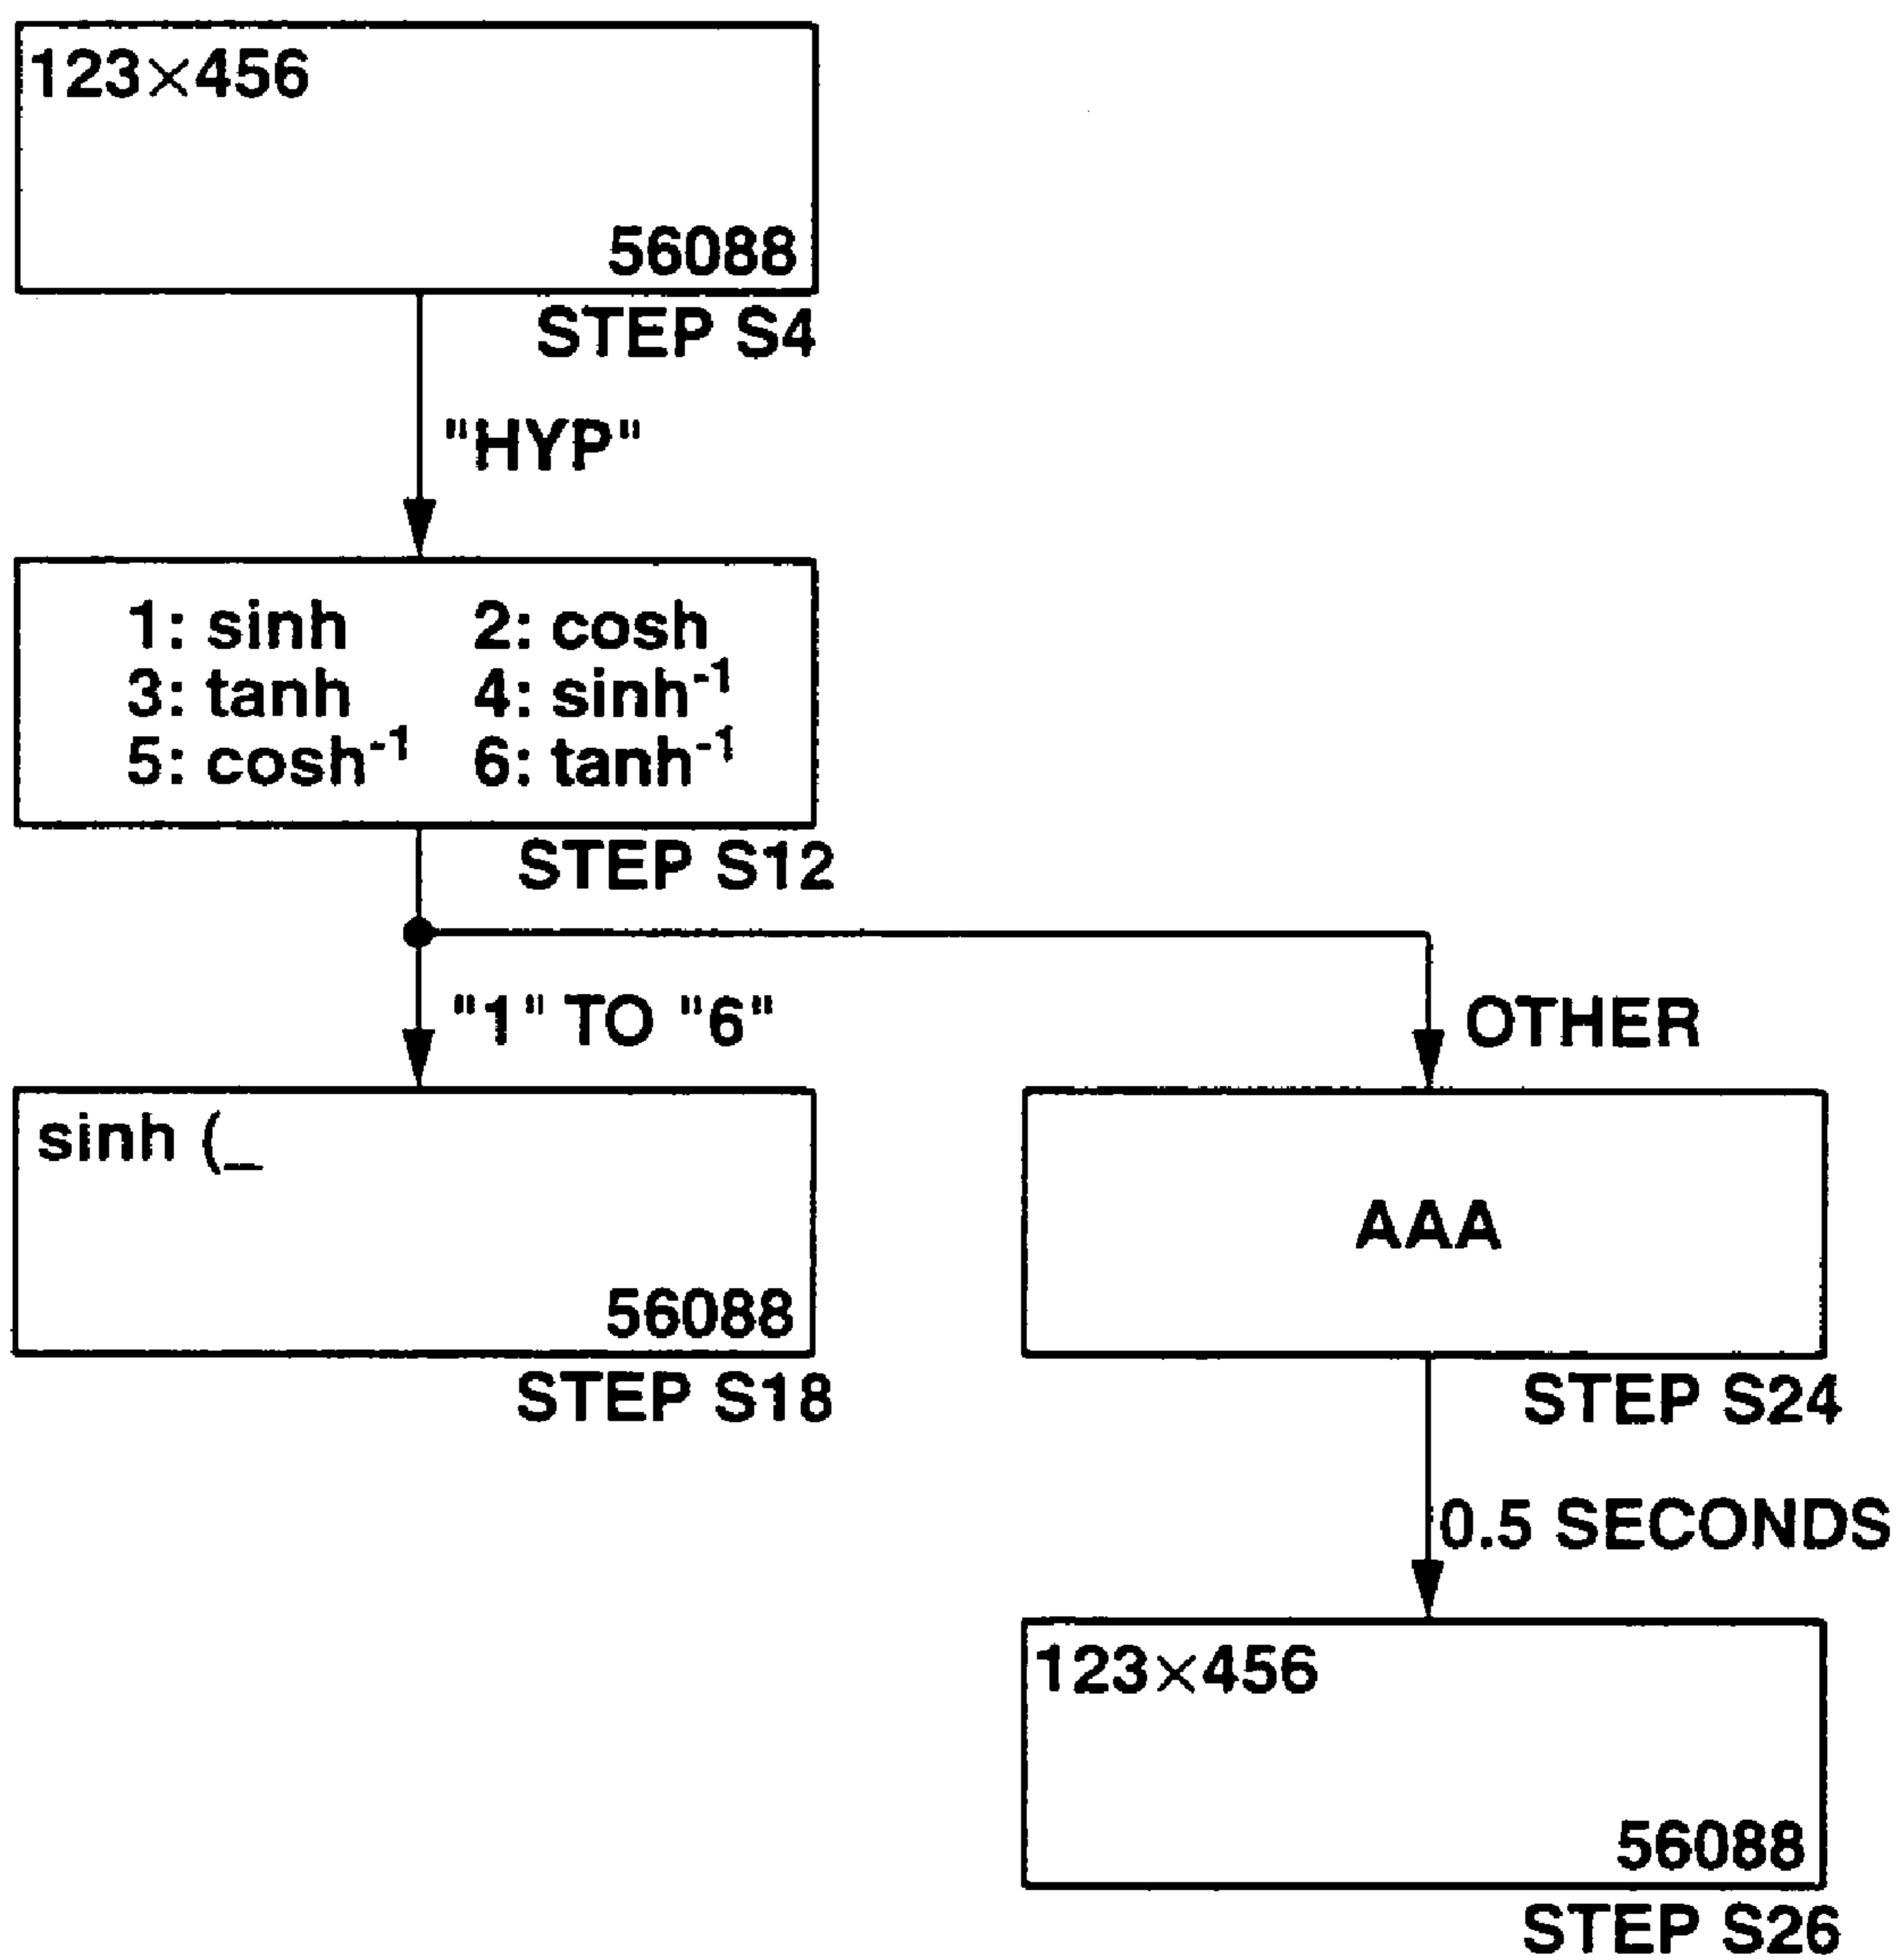 123×456
56088
STEP S4
"HYP"
1: sinh 2: cosh
3: tanh 4: sinh⁻¹
5: cosh⁻¹ 6: tanh⁻¹
STEP S12
"1" TO "6"
OTHER
sinh (_
56088
STEP S18
AAA
STEP S24
0.5 SECONDS
123×456
56088
STEP S26